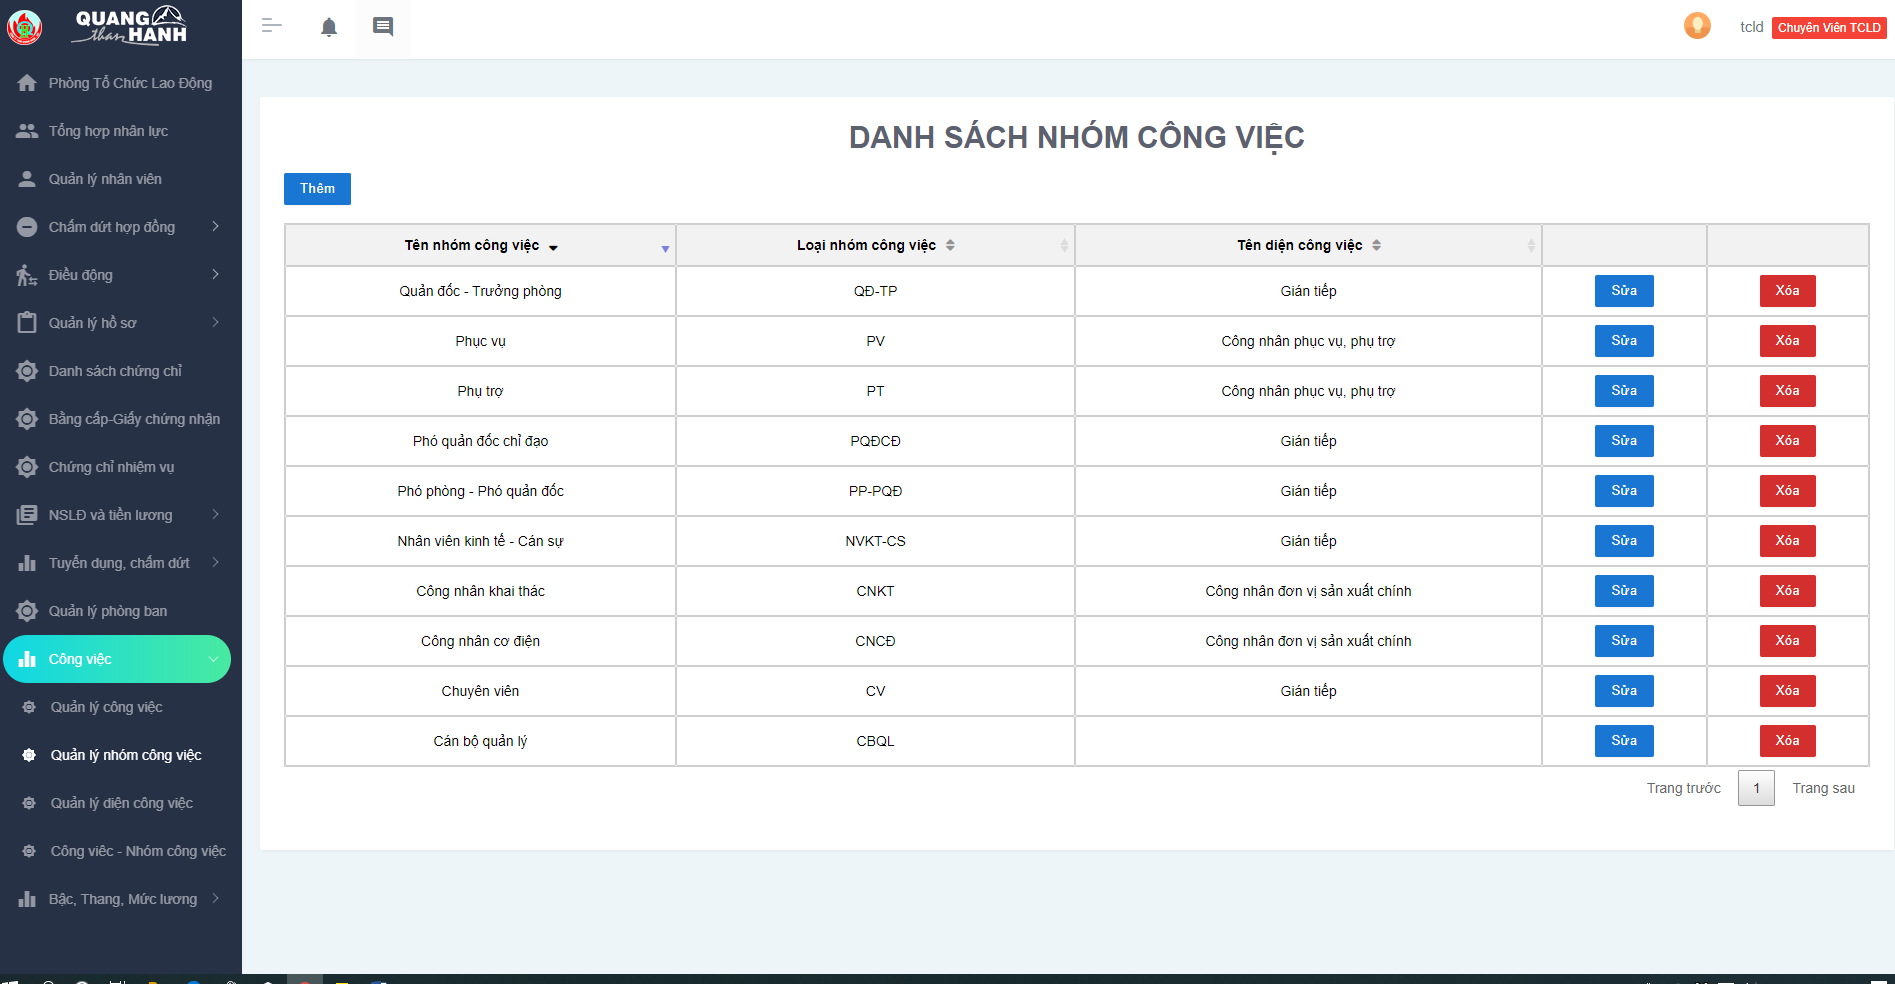 QUANG
than HANH
tcld Chuyên Viên TCLD
Phòng Tổ Chức Lao Động
Tổng hợp nhân lực
Quản lý nhân viên
Chấm dứt hợp đồng
Điều động
Quản lý hồ sơ
Danh sách chứng chỉ
Bằng cấp-Giấy chứng nhận
Chứng chỉ nhiệm vụ
NSLĐ và tiền lương
Tuyển dụng, chấm dứt
Quản lý phòng ban
Công việc
Quản lý công việc
Quản lý nhóm công việc
Quản lý diện công việc
Công viêc - Nhóm công việc
Bậc, Thang, Mức lương
DANH SÁCH NHÓM CÔNG VIỆC
Thêm
Tên nhóm công việc Loại nhóm công việc Tên diện công việc
Quản đốc - Trưởng phòng QĐ-TP Gián tiếp Sửa Xóa
Phục vụ PV Công nhân phục vụ, phụ trợ Sửa Xóa
Phụ trợ PT Công nhân phục vụ, phụ trợ Sửa Xóa
Phó quản đốc chỉ đạo PQĐCĐ Gián tiếp Sửa Xóa
Phó phòng - Phó quản đốc PP-PQĐ Gián tiếp Sửa Xóa
Nhân viên kinh tế - Cán sự NVKT-CS Gián tiếp Sửa Xóa
Công nhân khai thác CNKT Công nhân đơn vị sản xuất chính Sửa Xóa
Công nhân cơ điện CNCĐ Công nhân đơn vị sản xuất chính Sửa Xóa
Chuyên viên CV Gián tiếp Sửa Xóa
Cán bộ quản lý CBQL Sửa Xóa
Trang trước 1 Trang sau